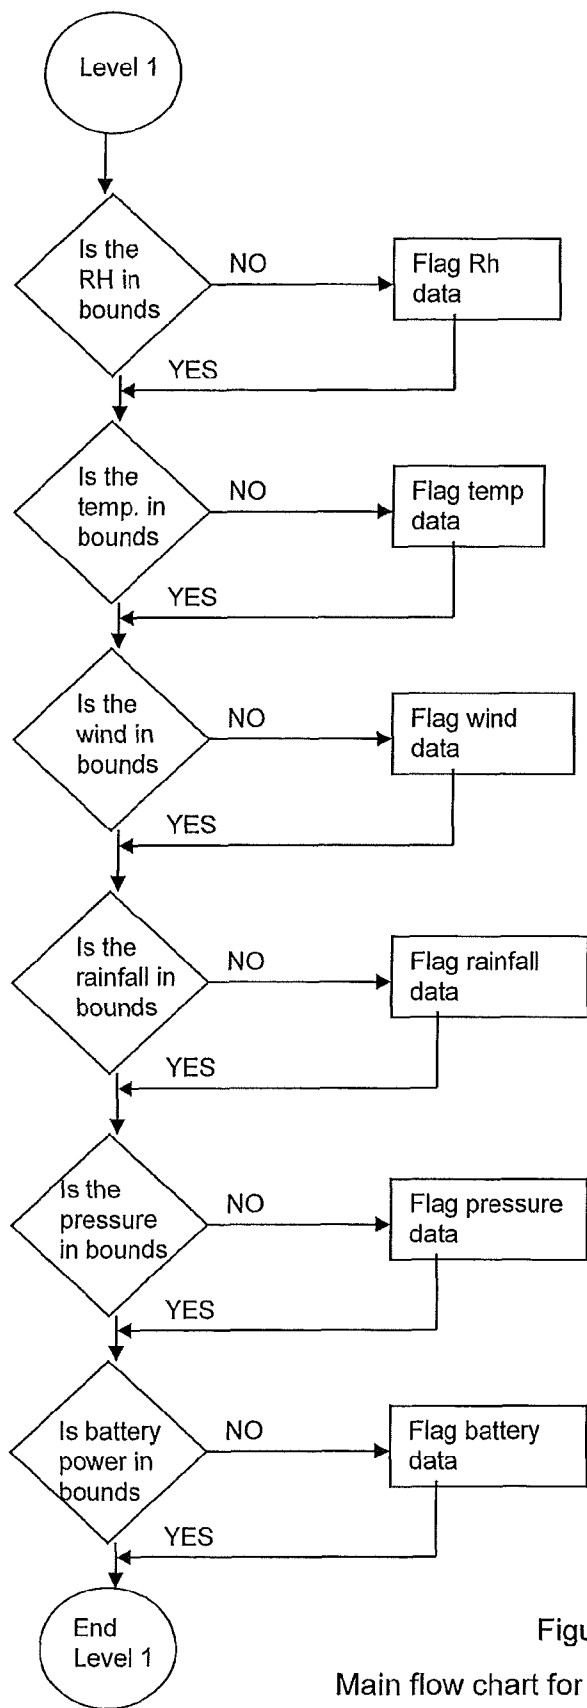 Level 1
Is the
RH in
bounds
NO
Flag Rh
data
YES
Is the
temp. in
bounds
NO
Flag temp
data
YES
Is the
wind in
bounds
NO
Flag wind
data
YES
Is the
rainfall in
bounds
NO
Flag rainfall
data
YES
Is the
pressure
in bounds
NO
Flag pressure
data
YES
Is battery
power in
bounds
NO
Flag battery
data
YES
End
Level 1
Main flow chart for